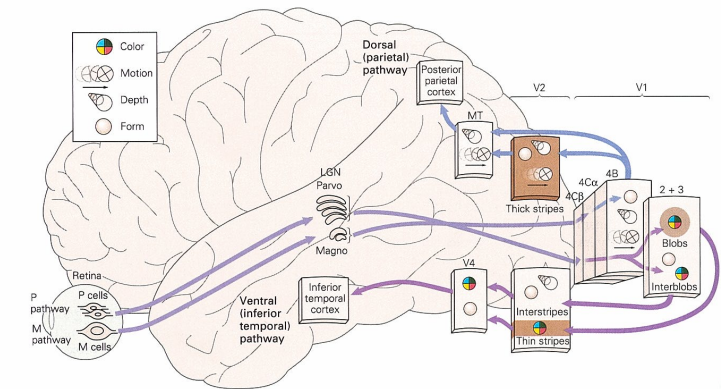 Color
Motion
Depth
Form
Dorsal
(parietal)
pathway
Posterior
parietal
cortex
V2
V1
MT
Thick stripes
4Cβ
4Cα
4B
2 + 3
Blobs
Interblobs
LGN
Parvo
Magno
Retina
P
pathway
P cells
M
pathway
M cells
Ventral
(inferior
temporal)
pathway
Inferior
temporal
cortex
V4
Interstripes
Thin stripes